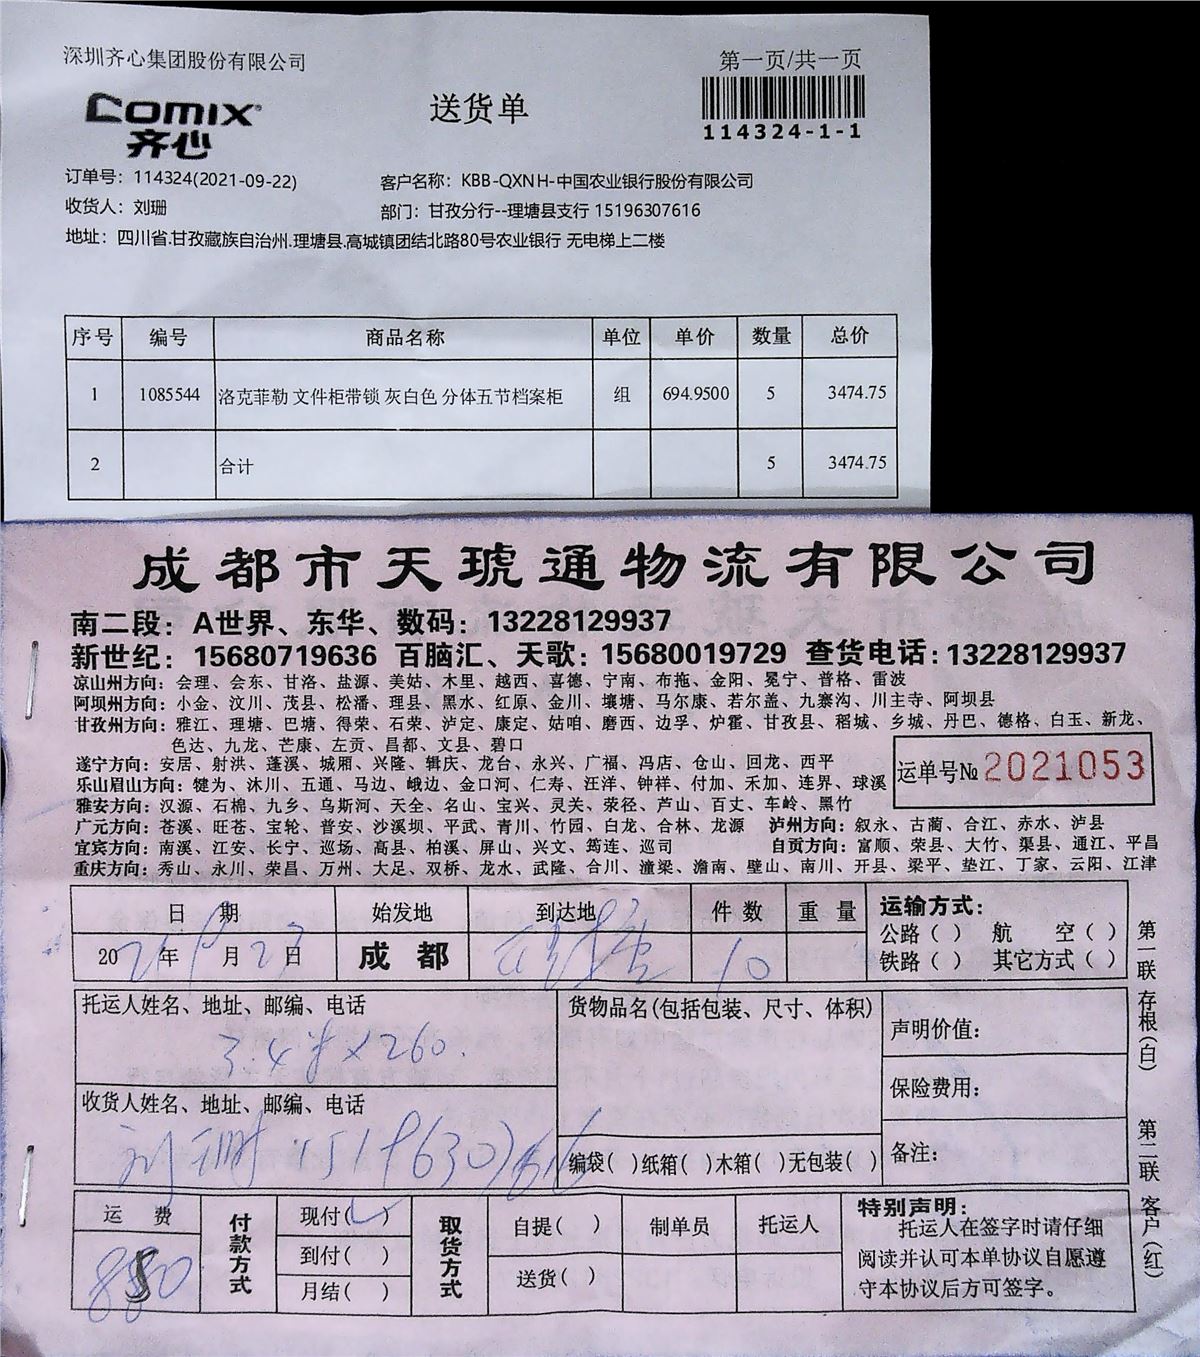 深圳齐心集团股份有限公司
第一页/共一页
COMIX
齐心
送货单
114324-1-1
订单号：114324(2021-09-22)
客户名称：KBB-QXNH-中国农业银行股份有限公司
收货人：刘珊
部门：甘孜分行--理塘县支行 15196307616
地址：四川省.甘孜藏族自治州.理塘县.高城镇团结北路80号农业银行 无电梯上二楼
序号 编号 商品名称 单位 单价 数量 总价
1 1085544 洛克菲勒 文件柜带锁 灰白色 分体五节档案柜 组 694.9500 5 3474.75
2 合计 5 3474.75
成都市天琥通物流有限公司
南二段：A世界、东华、数码：13228129937
新世纪：15680719636 百脑汇、天歌：15680019729 查货电话：13228129937
凉山州方向：会理、会东、甘洛、盐源、美姑、木里、越西、喜德、宁南、布拖、金阳、冕宁、普格、雷波
阿坝州方向：小金、汶川、茂县、松潘、理县、黑水、红原、金川、壤塘、马尔康、若尔盖、九寨沟、川主寺、阿坝县
甘孜州方向：雅江、理塘、巴塘、得荣、石荣、泸定、康定、姑咱、磨西、边孚、炉霍、甘孜县、稻城、乡城、丹巴、德格、白玉、新龙、
色达、九龙、芒康、左贡、昌都、文县、碧口
遂宁方向：安居、射洪、蓬溪、城厢、兴隆、辑庆、龙台、永兴、广福、冯店、仓山、回龙、西平
乐山眉山方向：犍为、沐川、五通、马边、峨边、金口河、仁寿、汪洋、钟祥、付加、禾加、连界、球溪
运单号№ 2021053
雅安方向：汉源、石棉、九乡、乌斯河、天全、名山、宝兴、灵关、荥径、芦山、百丈、车岭、黑竹
广元方向：苍溪、旺苍、宝轮、普安、沙溪坝、平武、青川、竹园、白龙、合林、龙源 泸州方向：叙永、古蔺、合江、赤水、泸县
宜宾方向：南溪、江安、长宁、巡场、高县、柏溪、屏山、兴文、筠连、巡司 自贡方向：富顺、荣县、大竹、渠县、通江、平昌
重庆方向：秀山、永川、荣昌、万州、大足、双桥、龙水、武隆、合川、潼梁、潼南、壁山、南川、开县、梁平、垫江、丁家、云阳、江津
日 期 始发地 到达地 件数 重量 运输方式：
公路（ ） 航 空（ ）
2021年9月27日 成都 理塘 10
铁路（ ） 其它方式（ ）
托运人姓名、地址、邮编、电话
货物品名(包括包装、尺寸、体积)
声明价值：
3.4方×260.
保险费用：
收货人姓名、地址、邮编、电话
刘珊 15196307616
编袋( )纸箱( )木箱( )无包装( )
备注：
运 费
付款方式
现付(✓)
到付( )
月结( )
取货方式
自提( )
送货( )
制单员
托运人
880
特别声明：
托运人在签字时请仔细
阅读并认可本单协议自愿遵
守本协议后方可签字。
第一联 存根(白)
第二联 客户(红)